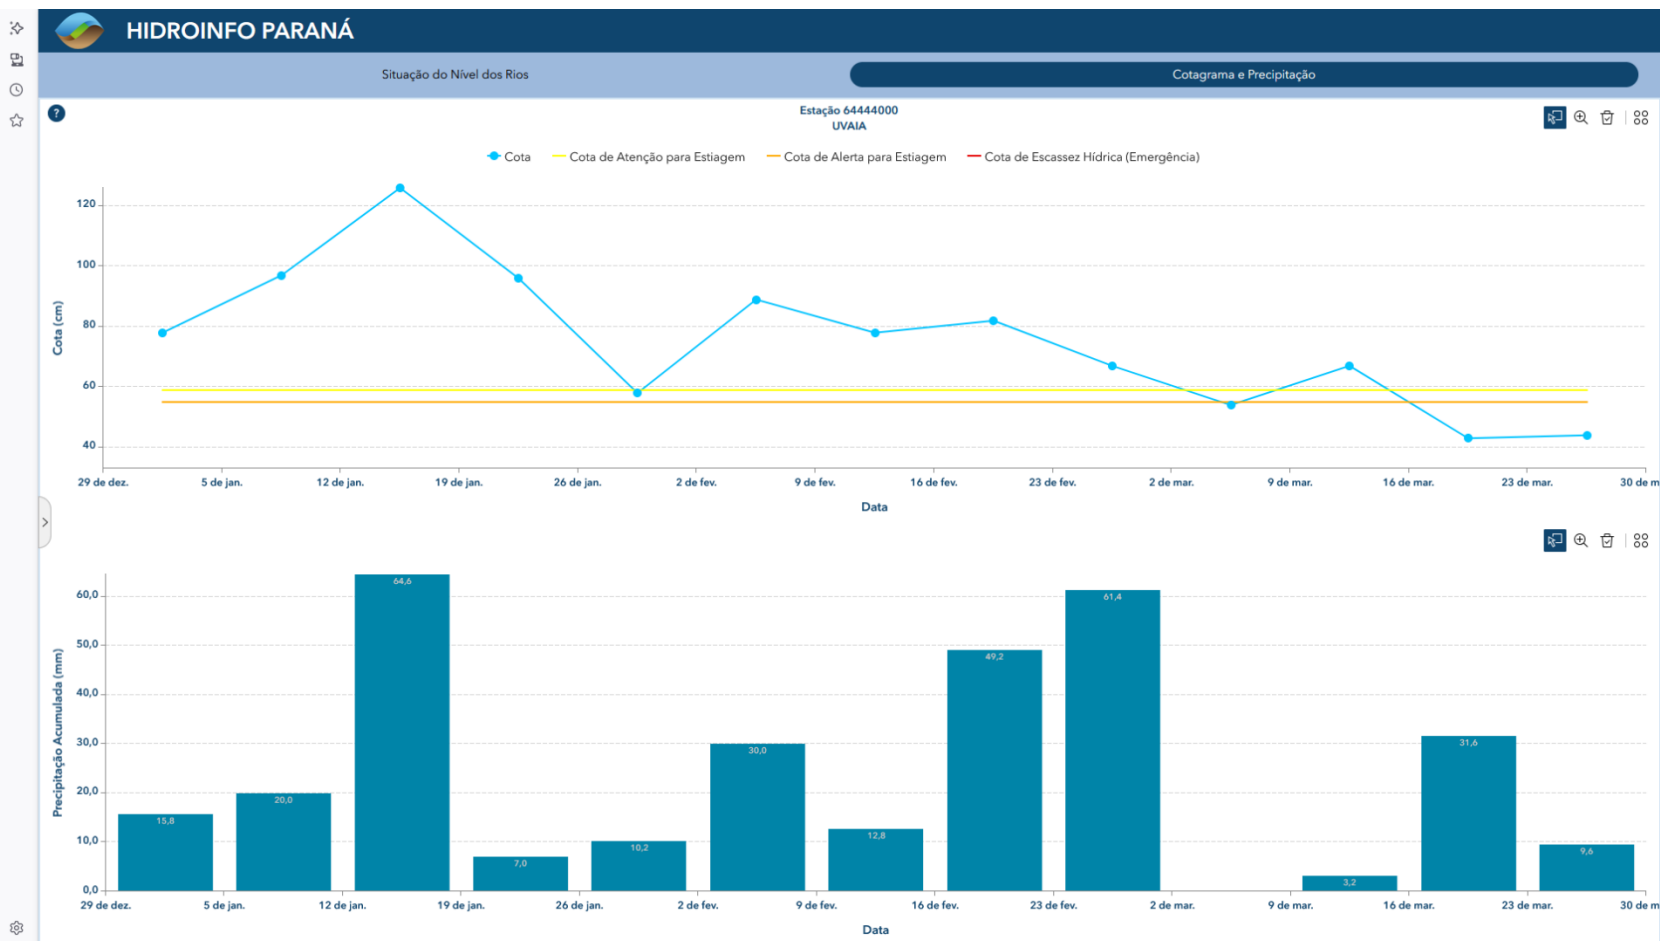 HIDROINFO PARANÁ
Situação do Nível dos Rios
Cotagrama e Precipitação
?
Estação 64444000
UVAIA
Cota
Cota de Atenção para Estiagem
Cota de Alerta para Estiagem
Cota de Escassez Hídrica (Emergência)
Cota (cm)
120
100
80
60
40
29 de dez.
5 de jan.
12 de jan.
19 de jan.
26 de jan.
2 de fev.
9 de fev.
16 de fev.
23 de fev.
2 de mar.
9 de mar.
16 de mar.
23 de mar.
30 de m
Data
Precipitação Acumulada (mm)
60,0
50,0
40,0
30,0
20,0
10,0
0,0
15,8
20,0
64,6
7,0
10,2
30,0
12,8
49,2
61,4
3,2
31,6
9,6
29 de dez.
5 de jan.
12 de jan.
19 de jan.
26 de jan.
2 de fev.
9 de fev.
16 de fev.
23 de fev.
2 de mar.
9 de mar.
16 de mar.
23 de mar.
30 de m
Data